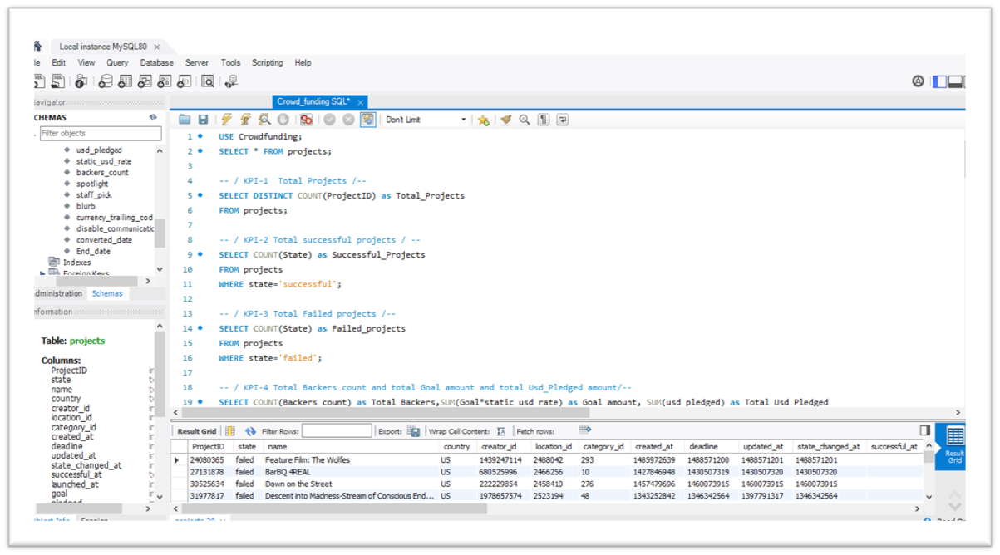 Local instance MySQL80
Edit View Query Database Server Tools Scripting Help
Crowd_funding SQL*
SCHEMAS
Filter objects
usd_pledged
static_usd_rate
backers_count
spotlight
staff_pick
blurb
currency_trailing_cod
disable_communicatic
converted_date
End_date
Indexes
Foreign Keys
Administration Schemas
Table: projects
Columns:
ProjectID
state
name
country
creator_id
location_id
category_id
created_at
deadline
updated_at
state_changed_at
successful_at
launched_at
goal
pledged
Don't Limit
1 USE Crowdfunding;
2 SELECT * FROM projects;
3
4 -- / KPI-1 Total Projects /--
5 SELECT DISTINCT COUNT(ProjectID) as Total_Projects
6 FROM projects;
7
8 -- / KPI-2 Total successful projects / --
9 SELECT COUNT(State) as Successful_Projects
10 FROM projects
11 WHERE state='successful';
12
13 -- / KPI-3 Total Failed projects /--
14 SELECT COUNT(State) as Failed_projects
15 FROM projects
16 WHERE state='failed';
17
18 -- / KPI-4 Total Backers count and total Goal amount and total Usd_Pledged amount/--
19 SELECT COUNT(Backers count) as Total Backers,SUM(Goal*static usd rate) as Goal amount, SUM(usd pledged) as Total Usd Pledged
Result Grid Filter Rows: Export: Wrap Cell Content: Fetch rows:
ProjectID state name country creator_id location_id category_id created_at deadline updated_at state_changed_at successful_at
24080365 failed Feature Film: The Wolfes US 1439247114 2488042 293 1485972639 1488571200 1488571201 1488571201
27131878 failed BarBQ 4REAL US 680525996 2466256 10 1427846948 1430507319 1430507320 1430507320
30525634 failed Down on the Street US 222229854 2458410 276 1457479696 1460073915 1460073915 1460073915
31977817 failed Descent into Madness-Stream of Conscious End... US 1978657574 2523194 48 1343252842 1346342564 1397791317 1346342564
Result
Grid